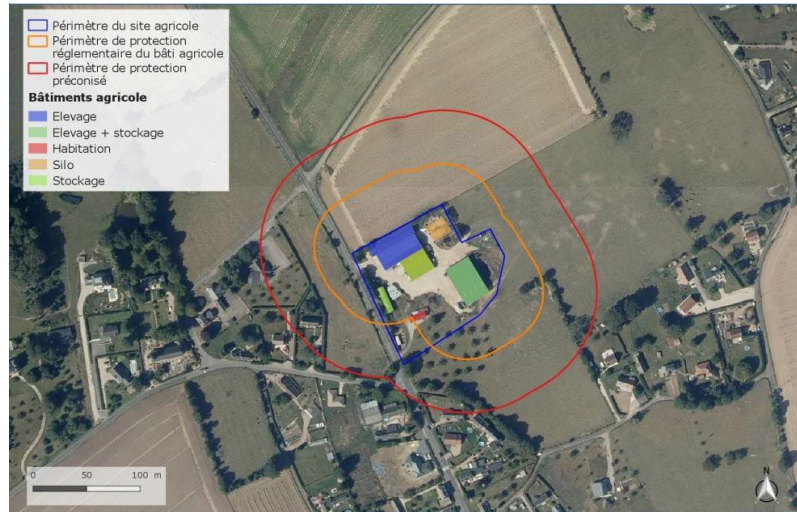 Périmètre du site agricole
Périmètre de protection
réglementaire du bâti agricole
Périmètre de protection
préconisé
Bâtiments agricole
Elevage
Elevage + stockage
Habitation
Silo
Stockage
0 50 100 m
N